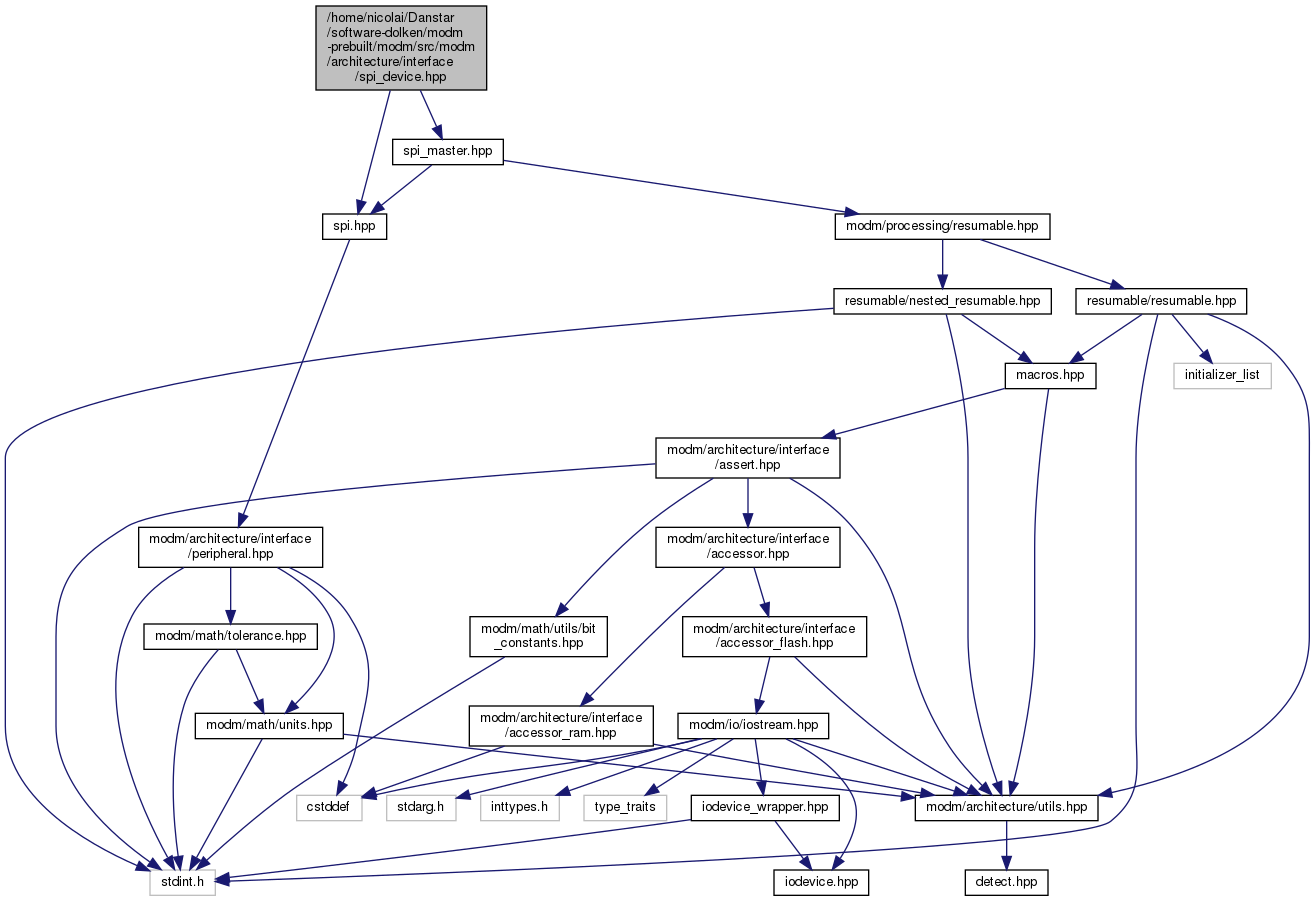 /home/nicolai/Danstar
/software-dolken/modm
-prebuilt/modm/src/modm
/architecture/interface
/spi_device.hpp
spi_master.hpp
spi.hpp
modm/processing/resumable.hpp
resumable/nested_resumable.hpp
resumable/resumable.hpp
macros.hpp
initializer_list
modm/architecture/interface
/assert.hpp
modm/architecture/interface
/peripheral.hpp
modm/architecture/interface
/accessor.hpp
modm/math/tolerance.hpp
modm/math/utils/bit
_constants.hpp
modm/architecture/interface
/accessor_flash.hpp
modm/math/units.hpp
modm/architecture/interface
/accessor_ram.hpp
modm/io/iostream.hpp
cstddef
stdarg.h
inttypes.h
type_traits
iodevice_wrapper.hpp
modm/architecture/utils.hpp
stdint.h
iodevice.hpp
detect.hpp